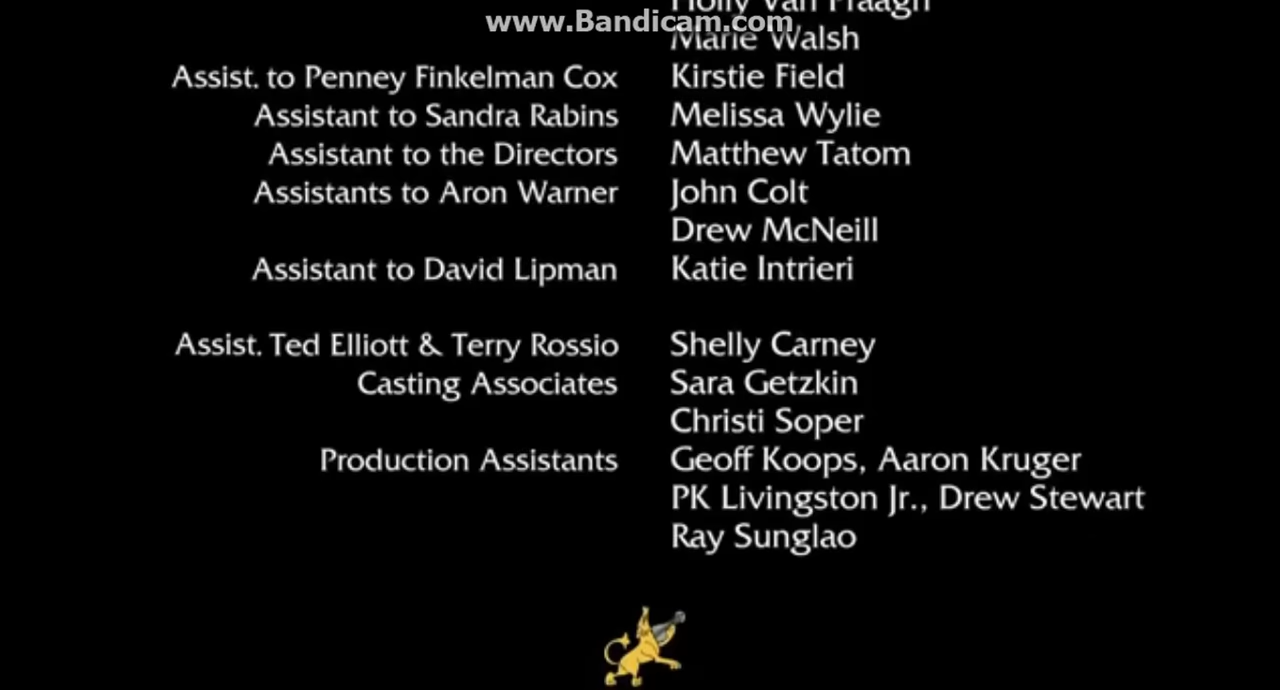 Holly Van Praagh
www.Bandicam.com
Marie Walsh
Assist. to Penney Finkelman Cox Kirstie Field
Assistant to Sandra Rabins Melissa Wylie
Assistant to the Directors Matthew Tatom
Assistants to Aron Warner John Colt
Drew McNeill
Assistant to David Lipman Katie Intrieri
Assist. Ted Elliott & Terry Rossio Shelly Carney
Casting Associates Sara Getzkin
Christi Soper
Production Assistants Geoff Koops, Aaron Kruger
PK Livingston Jr., Drew Stewart
Ray Sunglao